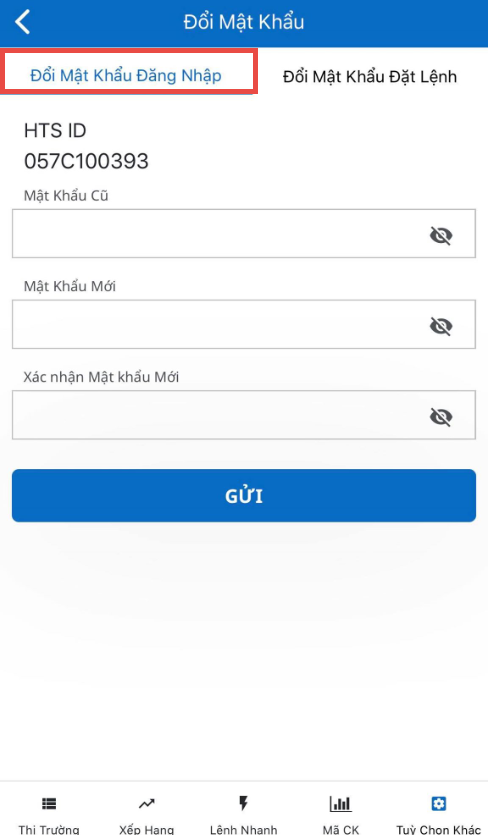 Đổi Mật Khẩu
Đổi Mật Khẩu Đăng Nhập
Đổi Mật Khẩu Đặt Lệnh
HTS ID
057C100393
Mật Khẩu Cũ
Mật Khẩu Mới
Xác nhận Mật khẩu Mới
GỬI
Thị Trường
Xếp Hạng
Lệnh Nhanh
Mã CK
Tuỳ Chọn Khác